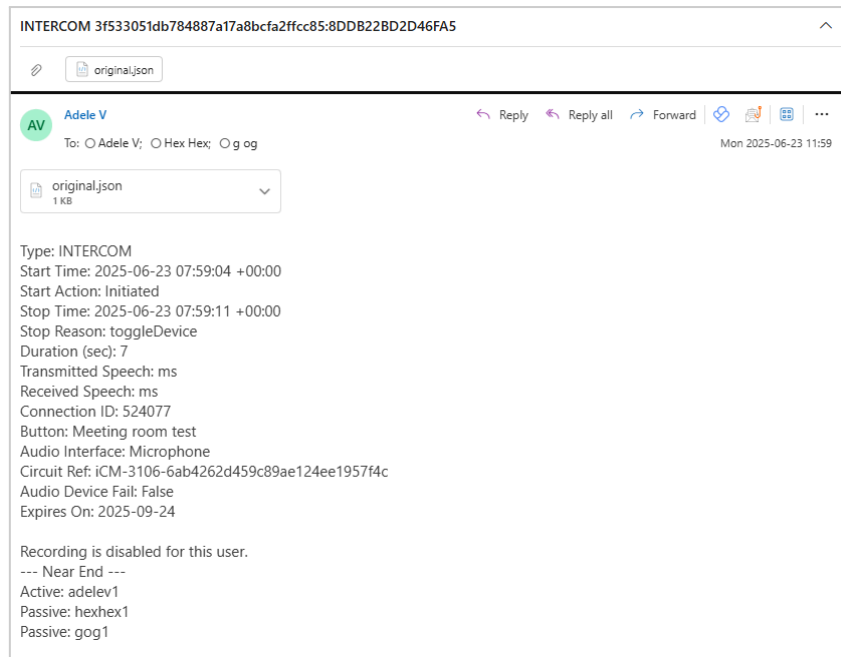 INTERCOM 3f533051db784887a17a8bcfa2ffcc85:8DDB22BD2D46FA5
original.json
AV
Adele V
Reply
Reply all
Forward
To: Adele V; Hex Hex; g og
Mon 2025-06-23 11:59
original.json
1 KB
Type: INTERCOM
Start Time: 2025-06-23 07:59:04 +00:00
Start Action: Initiated
Stop Time: 2025-06-23 07:59:11 +00:00
Stop Reason: toggleDevice
Duration (sec): 7
Transmitted Speech: ms
Received Speech: ms
Connection ID: 524077
Button: Meeting room test
Audio Interface: Microphone
Circuit Ref: iCM-3106-6ab4262d459c89ae124ee1957f4c
Audio Device Fail: False
Expires On: 2025-09-24
Recording is disabled for this user.
--- Near End ---
Active: adelev1
Passive: hexhex1
Passive: gog1